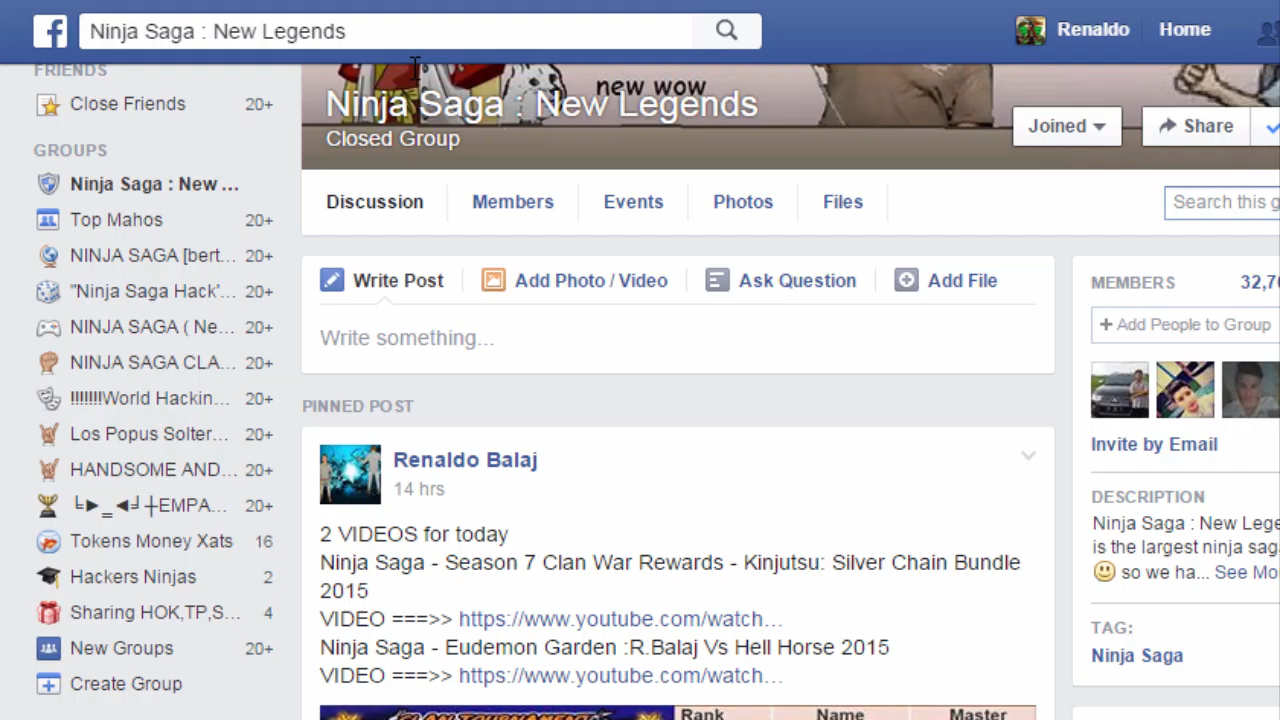 Ninja Saga : New Legends
Renaldo
Home
FRIENDS
Close Friends 20+
GROUPS
Ninja Saga : New ...
Top Mahos 20+
NINJA SAGA [bert... 20+
"Ninja Saga Hack'... 20+
NINJA SAGA ( Ne... 20+
NINJA SAGA CLA... 20+
!!!!!!!World Hackin... 20+
Los Popus Solter... 20+
HANDSOME AND... 20+
╘►_◄╛┼EMPA... 20+
Tokens Money Xats 16
Hackers Ninjas 2
Sharing HOK,TP,S... 4
New Groups 20+
Create Group
new wow
Ninja Saga : New Legends
Closed Group
Joined
Share
Discussion Members Events Photos Files
Search this g
Write Post Add Photo / Video Ask Question Add File
Write something...
PINNED POST
Renaldo Balaj
14 hrs
2 VIDEOS for today
Ninja Saga - Season 7 Clan War Rewards - Kinjutsu: Silver Chain Bundle
2015
VIDEO ===>> https://www.youtube.com/watch...
Ninja Saga - Eudemon Garden :R.Balaj Vs Hell Horse 2015
VIDEO ===>> https://www.youtube.com/watch...
Rank Name Master
MEMBERS 32,7
+ Add People to Group
Invite by Email
DESCRIPTION
Ninja Saga : New Lege
is the largest ninja sag
so we ha... See Mo
TAG:
Ninja Saga